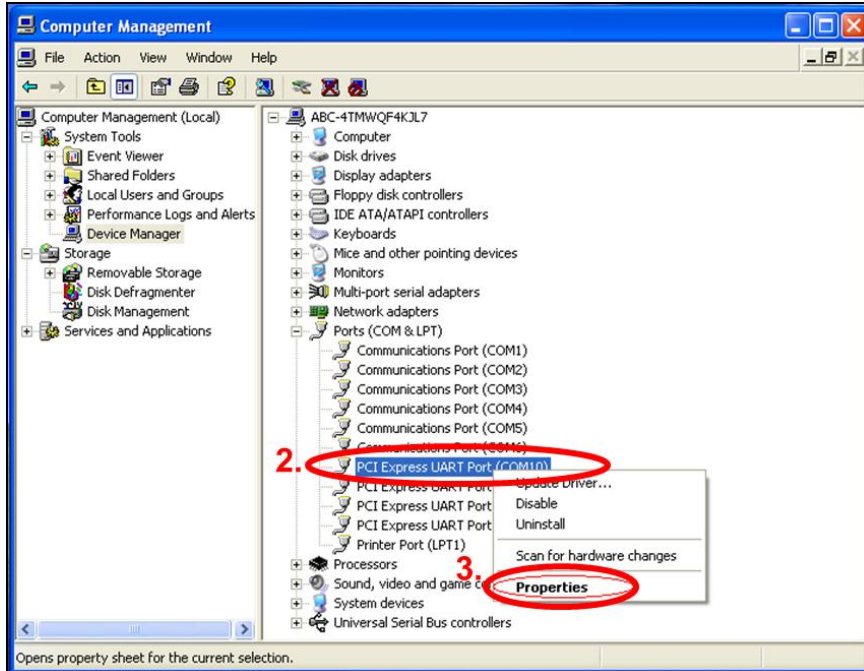 Computer Management
File Action View Window Help
Computer Management (Local)
System Tools
Event Viewer
Shared Folders
Local Users and Groups
Performance Logs and Alerts
Device Manager
Storage
Removable Storage
Disk Defragmenter
Disk Management
Services and Applications
ABC-4TMWQF4KJL7
Computer
Disk drives
Display adapters
Floppy disk controllers
IDE ATA/ATAPI controllers
Keyboards
Mice and other pointing devices
Monitors
Multi-port serial adapters
Network adapters
Ports (COM & LPT)
Communications Port (COM1)
Communications Port (COM2)
Communications Port (COM3)
Communications Port (COM4)
Communications Port (COM5)
Communications Port (COM6)
2. PCI Express UART Port (COM10)
PCI Express UART Port
PCI Express UART Port
PCI Express UART Port
Printer Port (LPT1)
Processors
Sound, video and game
System devices
Universal Serial Bus controllers
Update Driver...
Disable
Uninstall
Scan for hardware changes
3. Properties
Opens property sheet for the current selection.